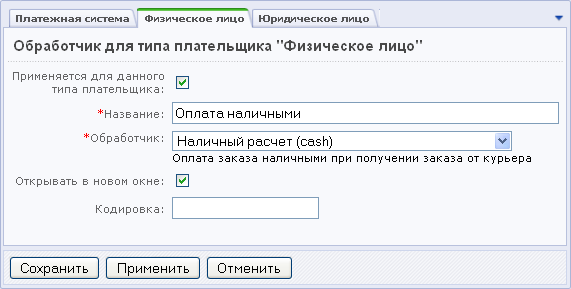 Платежная система
Физическое лицо
Юридическое лицо
Обработчик для типа плательщика "Физическое лицо"
Применяется для данного
типа плательщика:
*Название:
Оплата наличными
*Обработчик:
Наличный расчет (cash)
Оплата заказа наличными при получении заказа от курьера
Открывать в новом окне:
Кодировка:
Сохранить
Применить
Отменить